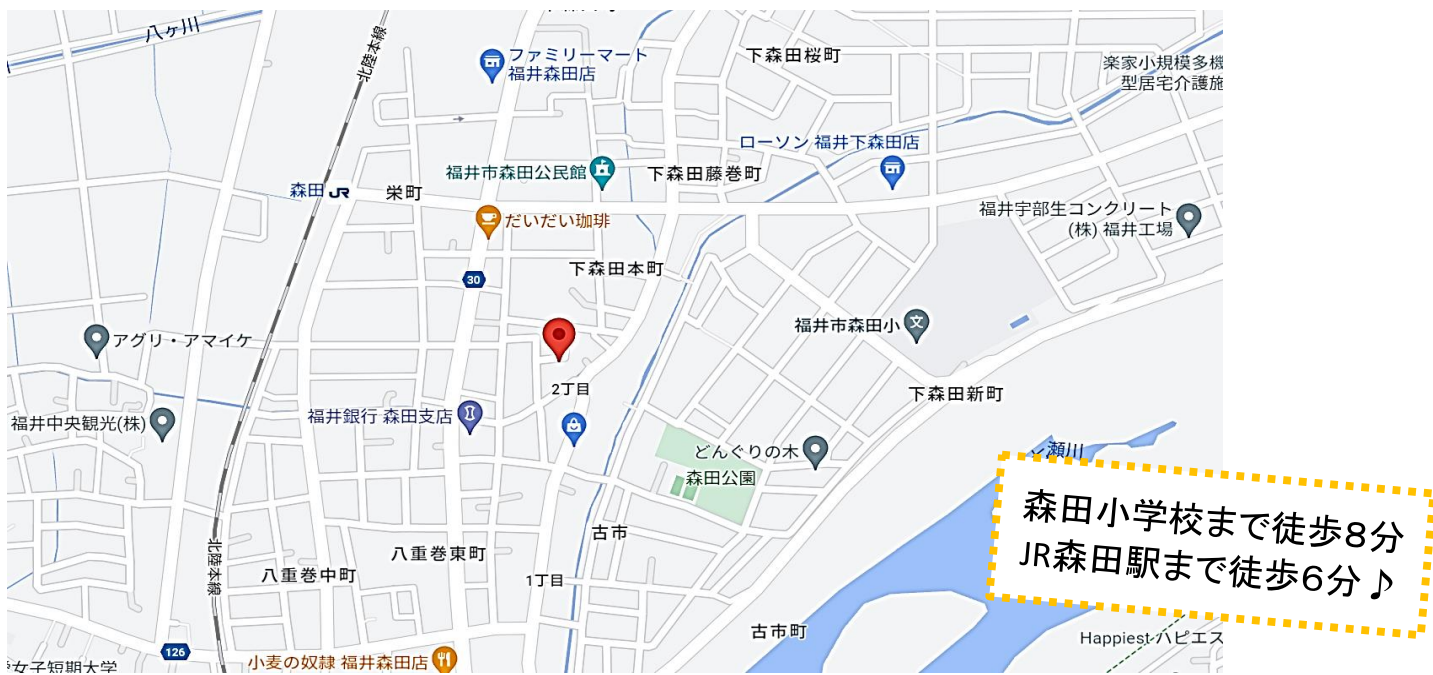 八ヶ川
北陸本線
ファミリーマート
福井森田店
下森田桜町
楽家小規模多機
型居宅介護施
ローソン 福井下森田店
福井市森田公民館
下森田藤巻町
森田 JR
栄町
だいだい珈琲
福井宇部生コンクリート
(株) 福井工場
下森田本町
30
福井市森田小
アグリ・アマイケ
2丁目
下森田新町
福井銀行 森田支店
福井中央観光(株)
どんぐりの木
森田公園
瀬川
森田小学校まで徒歩8分
JR森田駅まで徒歩6分♪
古市
八重巻東町
北陸本線
八重巻中町
1丁目
古市町
Happiest ハピエス
126
小麦の奴隷 福井森田店
女子短期大学